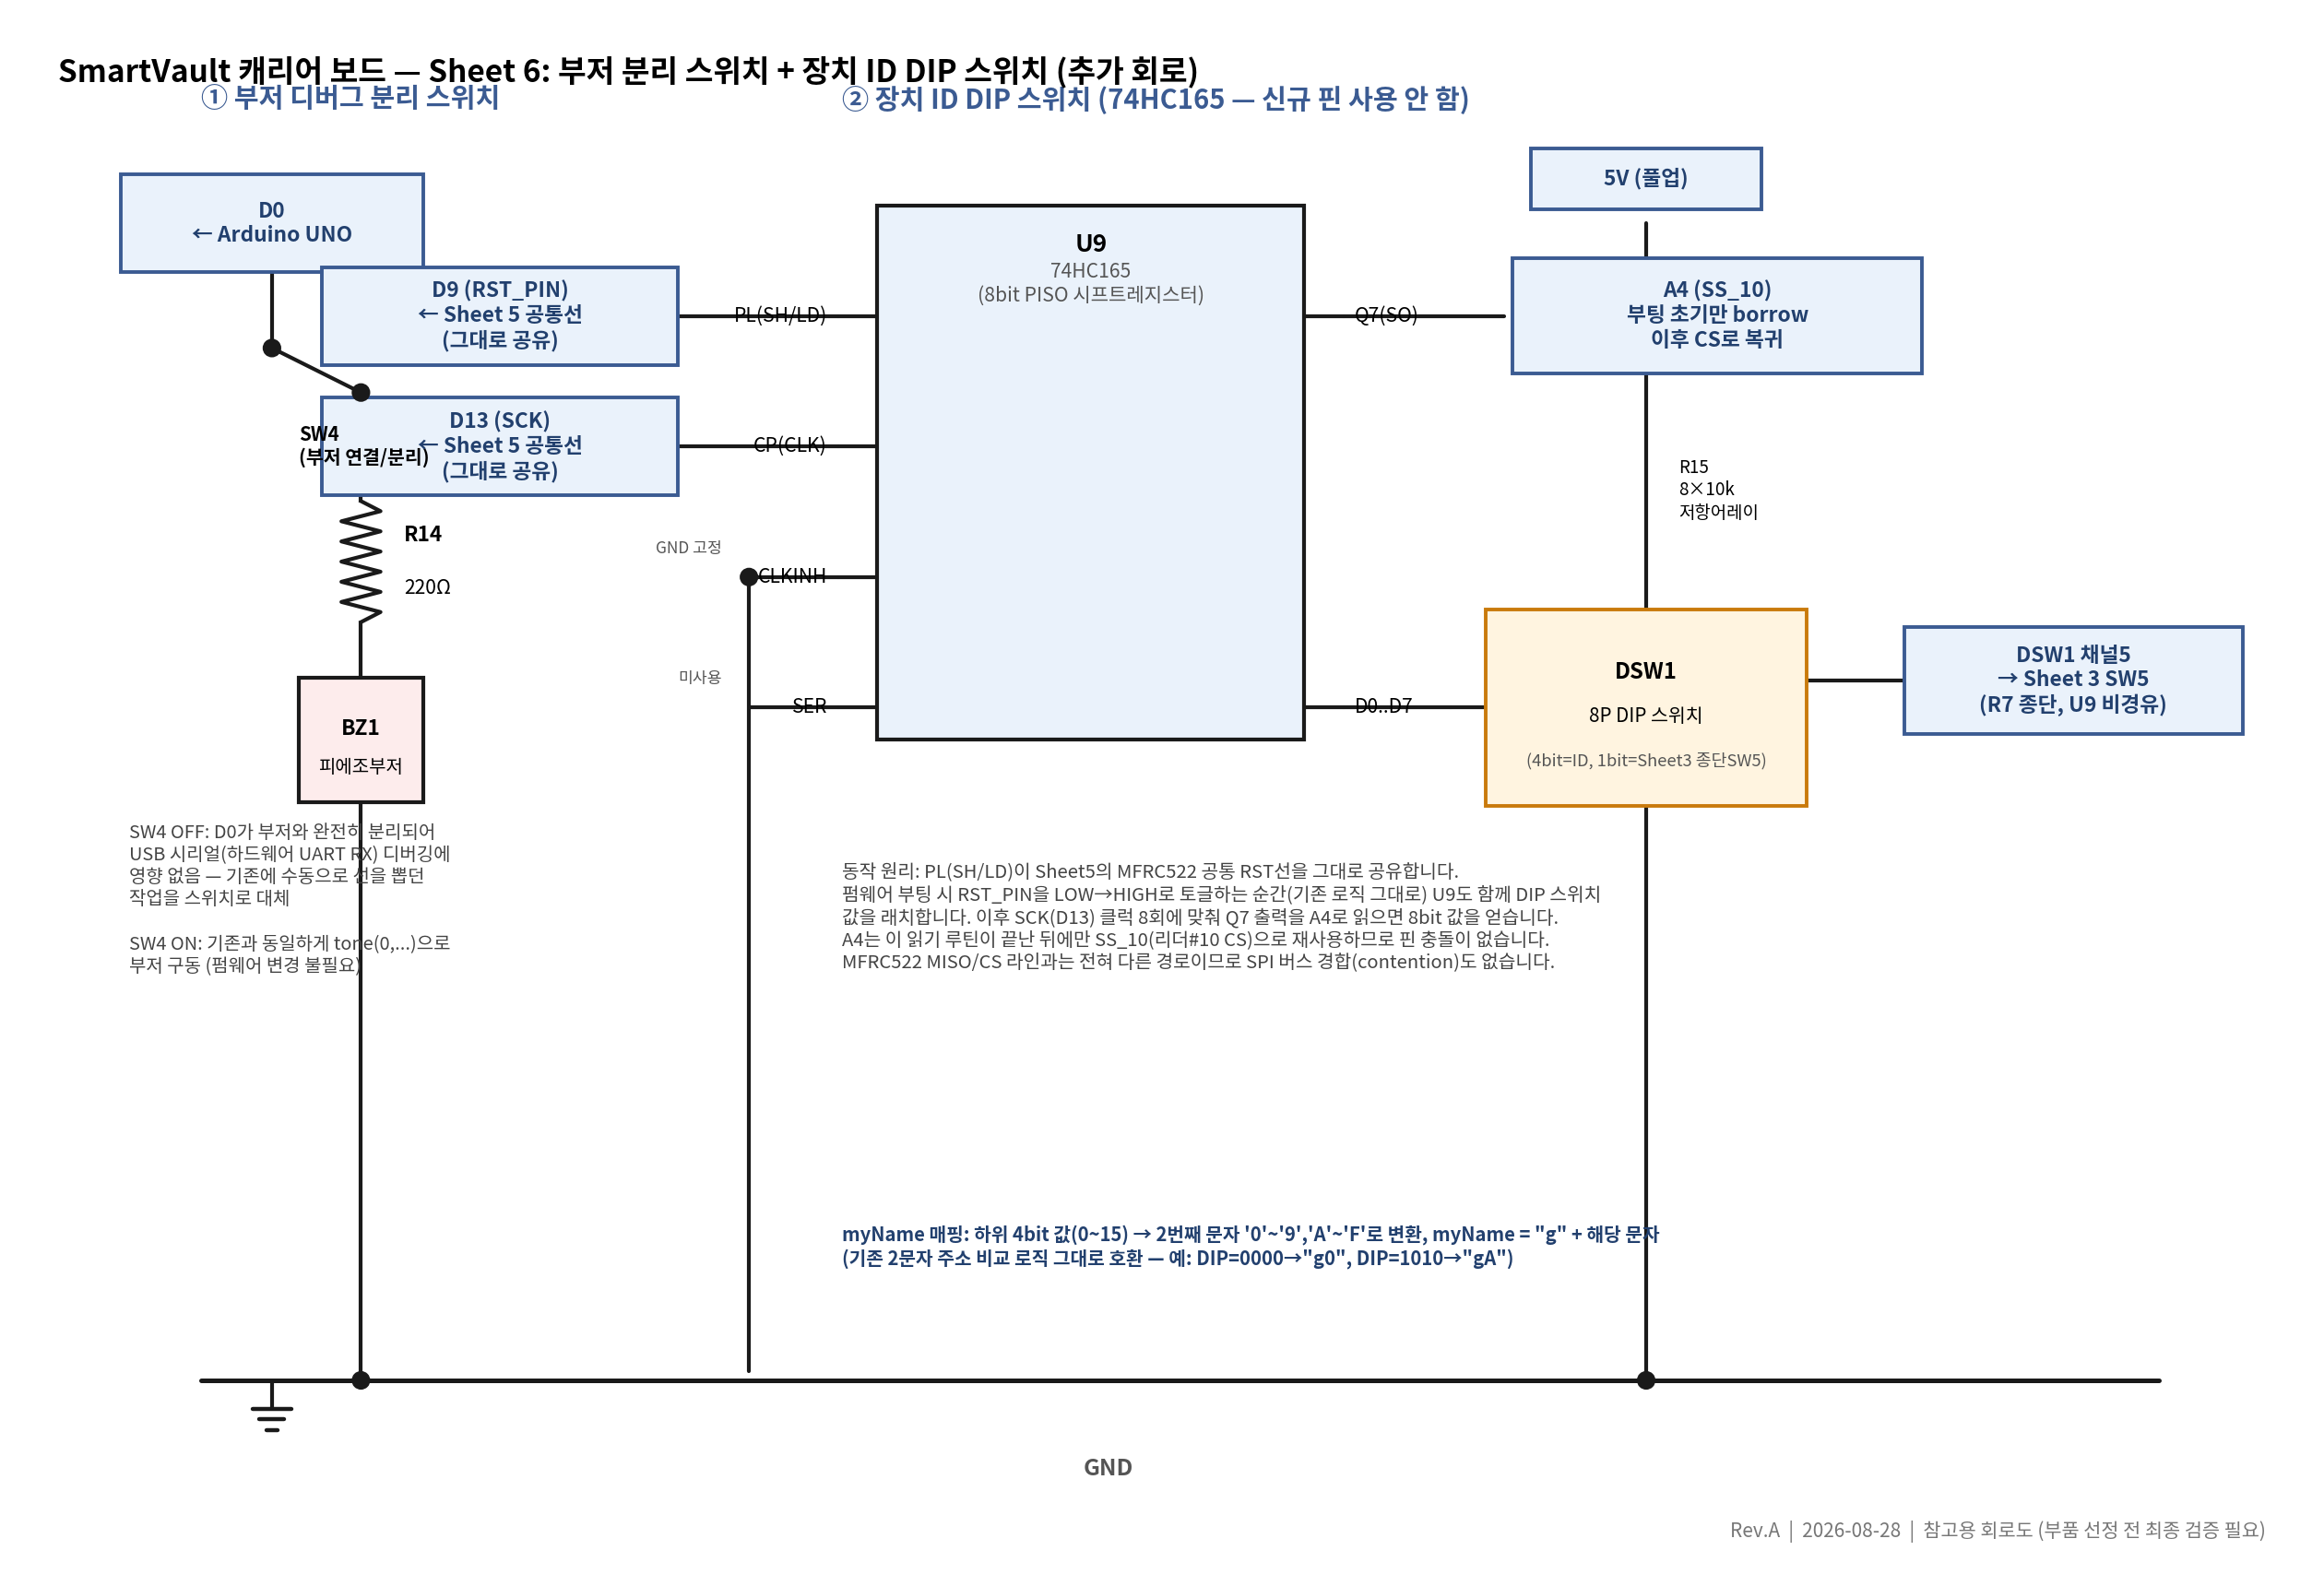 SmartVault 캐리어 보드 — Sheet 6: 부저 분리 스위치 + 장치 ID DIP 스위치 (추가 회로)
① 부저 디버그 분리 스위치
② 장치 ID DIP 스위치 (74HC165 — 신규 핀 사용 안 함)
D0
← Arduino UNO
D9 (RST_PIN)
← Sheet 5 공통선
(그대로 공유)
D13 (SCK)
← Sheet 5 공통선
(그대로 공유)
SW4
(부저 연결/분리)
R14
220Ω
BZ1
피에조부저
SW4 OFF: D0가 부저와 완전히 분리되어
USB 시리얼(하드웨어 UART RX) 디버깅에
영향 없음 — 기존에 수동으로 선을 뽑던
작업을 스위치로 대체
SW4 ON: 기존과 동일하게 tone(0,...)으로
부저 구동 (펌웨어 변경 불필요)
U9
74HC165
(8bit PISO 시프트레지스터)
PL(SH/LD)
CP(CLK)
GND 고정
CLKINH
미사용
SER
Q7(SO)
D0..D7
5V (풀업)
A4 (SS_10)
부팅 초기만 borrow
이후 CS로 복귀
R15
8×10k
저항어레이
DSW1
8P DIP 스위치
(4bit=ID, 1bit=Sheet3 종단SW5)
DSW1 채널5
→ Sheet 3 SW5
(R7 종단, U9 비경유)
동작 원리: PL(SH/LD)이 Sheet5의 MFRC522 공통 RST선을 그대로 공유합니다.
펌웨어 부팅 시 RST_PIN을 LOW→HIGH로 토글하는 순간(기존 로직 그대로) U9도 함께 DIP 스위치
값을 래치합니다. 이후 SCK(D13) 클럭 8회에 맞춰 Q7 출력을 A4로 읽으면 8bit 값을 얻습니다.
A4는 이 읽기 루틴이 끝난 뒤에만 SS_10(리더#10 CS)으로 재사용하므로 핀 충돌이 없습니다.
MFRC522 MISO/CS 라인과는 전혀 다른 경로이므로 SPI 버스 경합(contention)도 없습니다.
myName 매핑: 하위 4bit 값(0~15) → 2번째 문자 '0'~'9','A'~'F'로 변환, myName = "g" + 해당 문자
(기존 2문자 주소 비교 로직 그대로 호환 — 예: DIP=0000→"g0", DIP=1010→"gA")
GND
Rev.A | 2026-08-28 | 참고용 회로도 (부품 선정 전 최종 검증 필요)